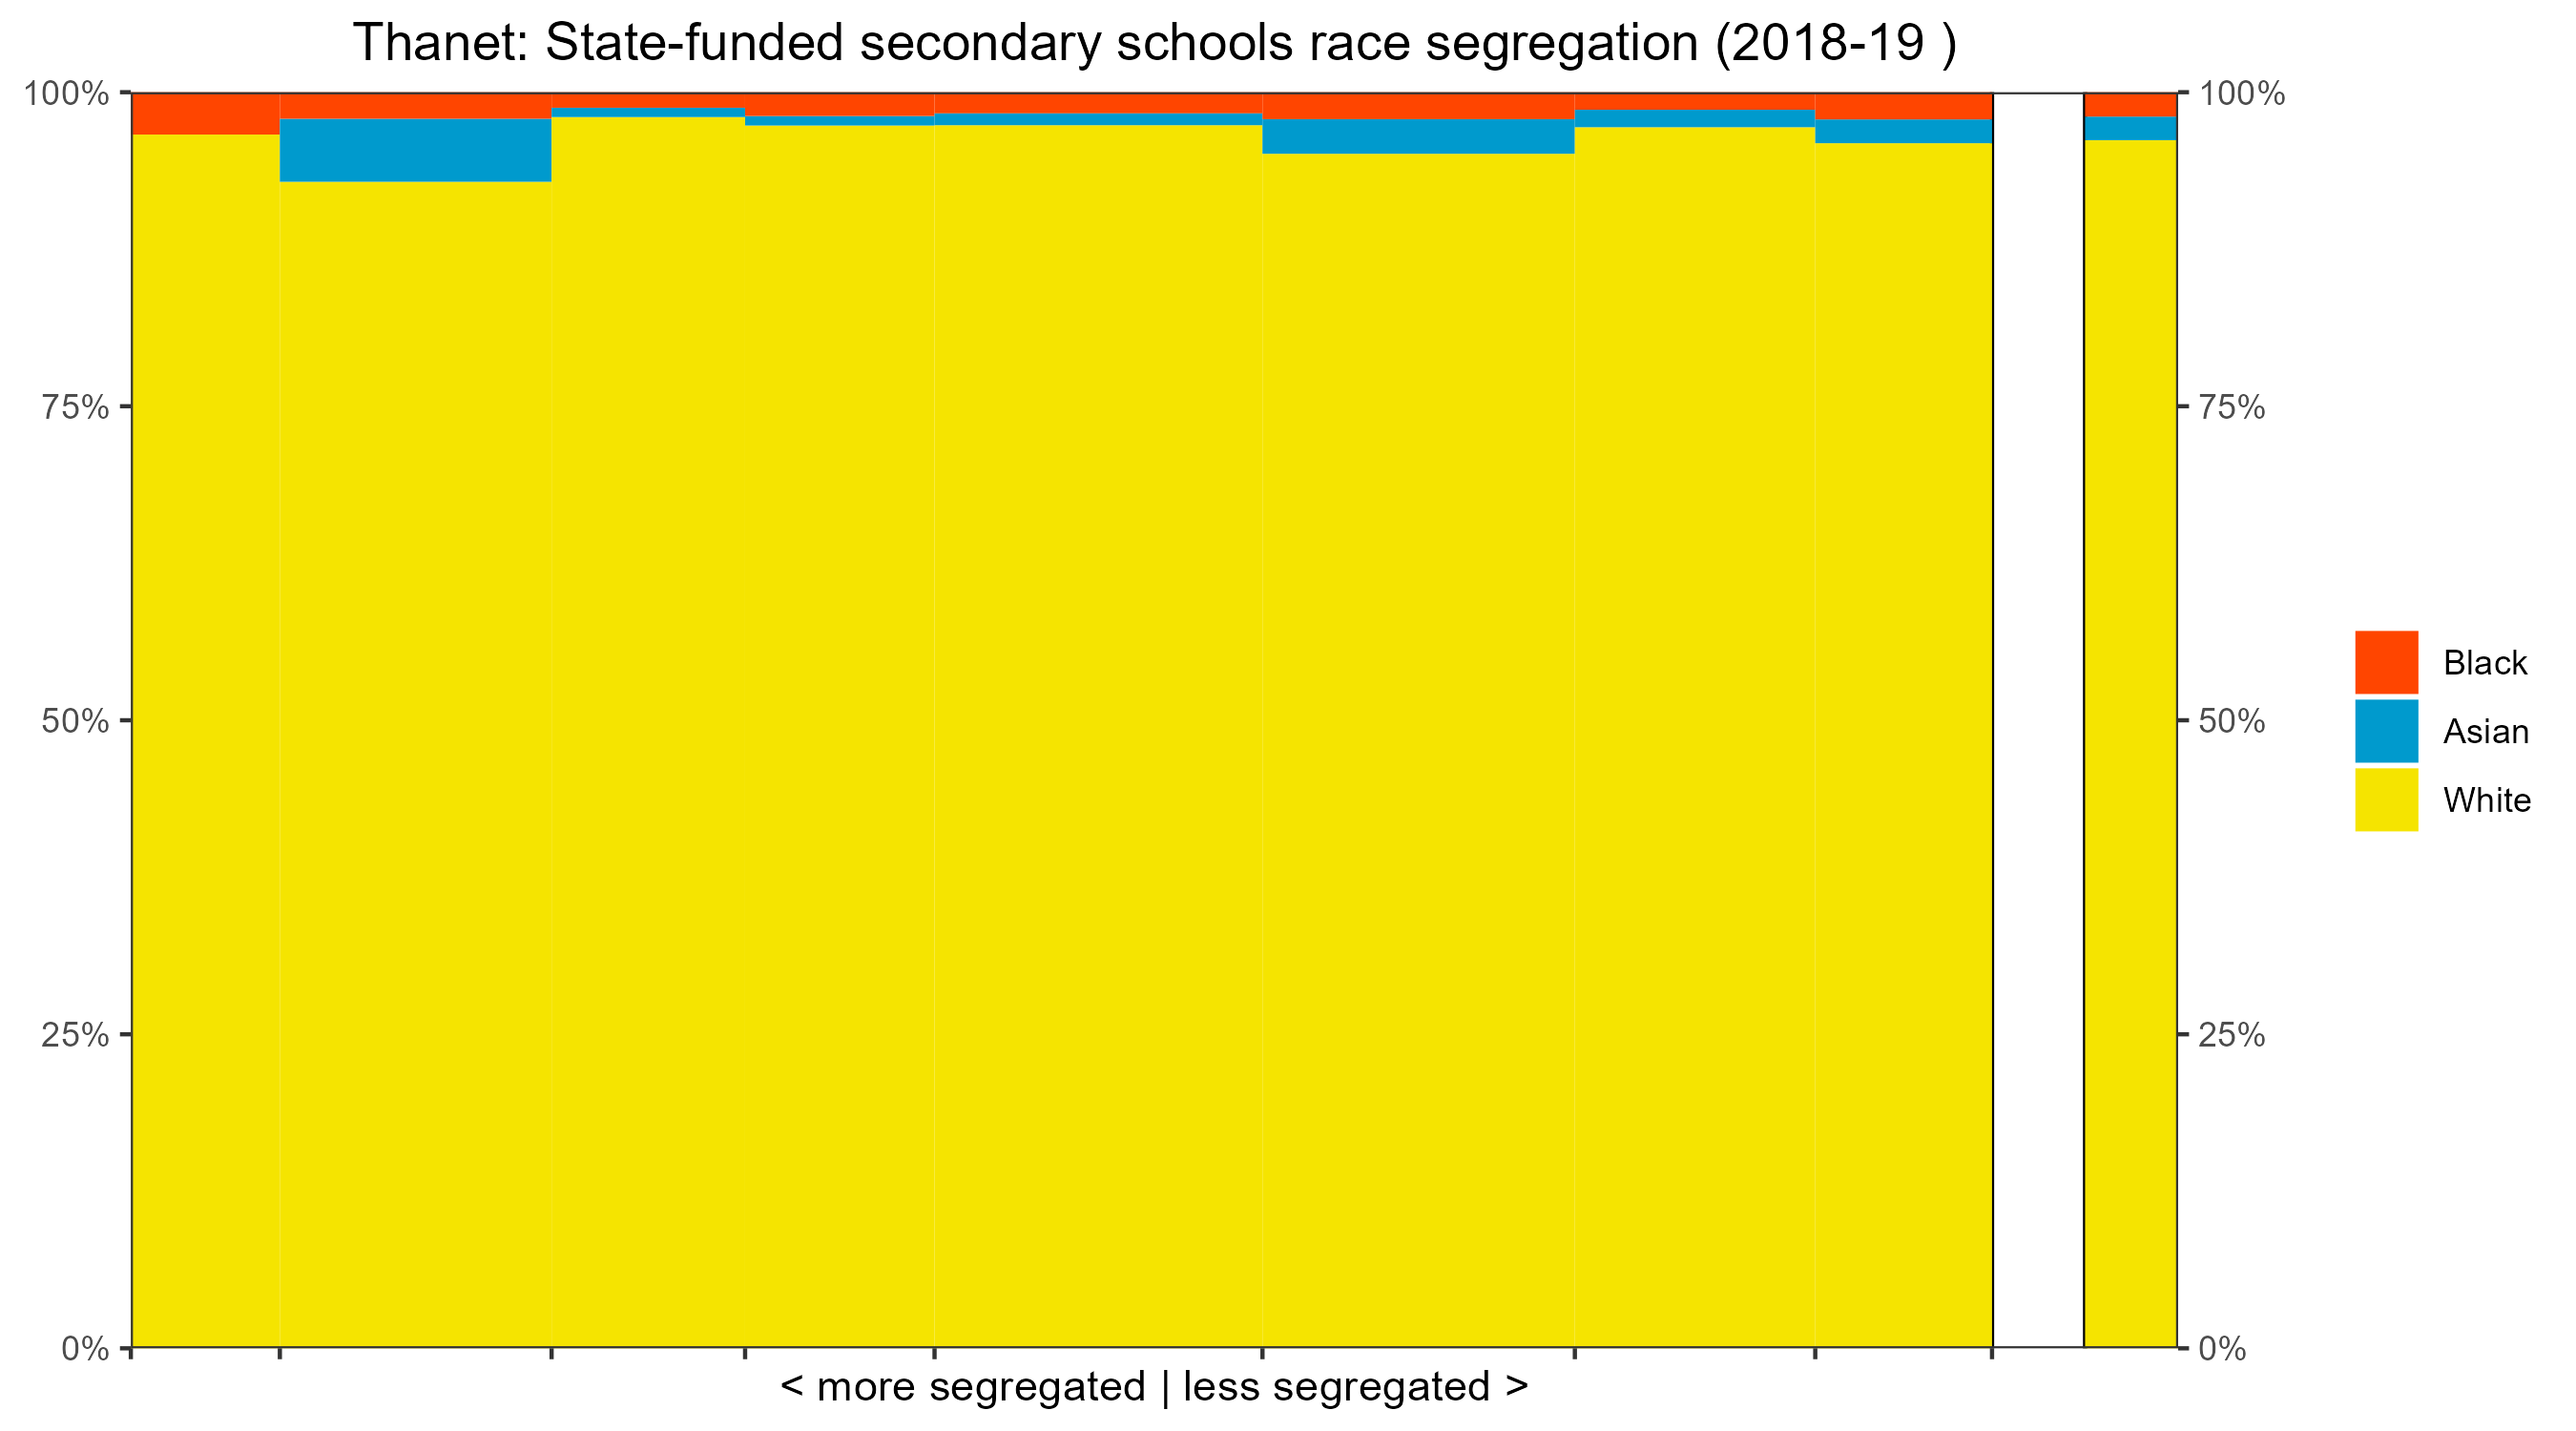 Thanet: State-funded secondary schools race segregation (2018-19 )
100%
75%
50%
25%
0%
100%
75%
50%
25%
0%
Black
Asian
White
< more segregated | less segregated >